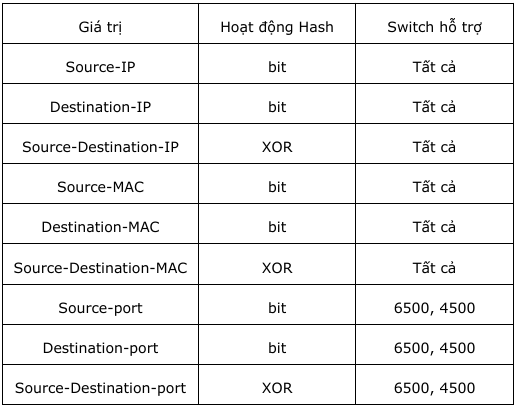 Giá trị Hoạt động Hash Switch hỗ trợ
Source-IP bit Tất cả
Destination-IP bit Tất cả
Source-Destination-IP XOR Tất cả
Source-MAC bit Tất cả
Destination-MAC bit Tất cả
Source-Destination-MAC XOR Tất cả
Source-port bit 6500, 4500
Destination-port bit 6500, 4500
Source-Destination-port XOR 6500, 4500